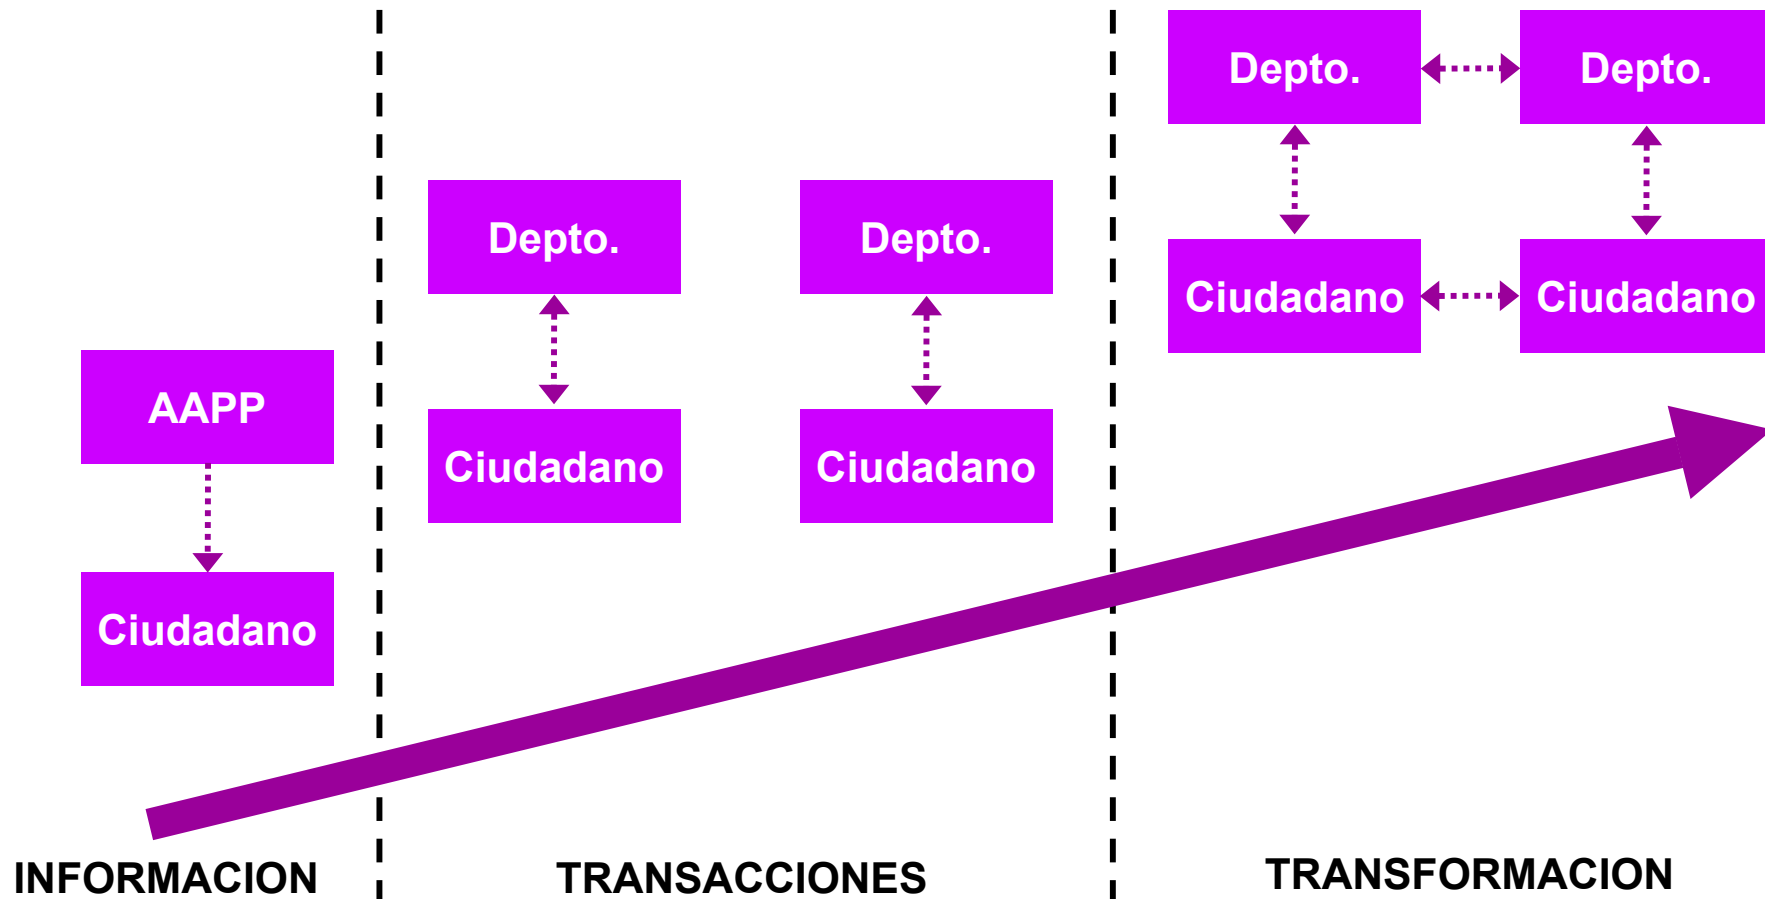 Depto.
Depto.
Depto.
Depto.
Ciudadano
Ciudadano
AAPP
Ciudadano
Ciudadano
Ciudadano
INFORMACION
TRANSACCIONES
TRANSFORMACION